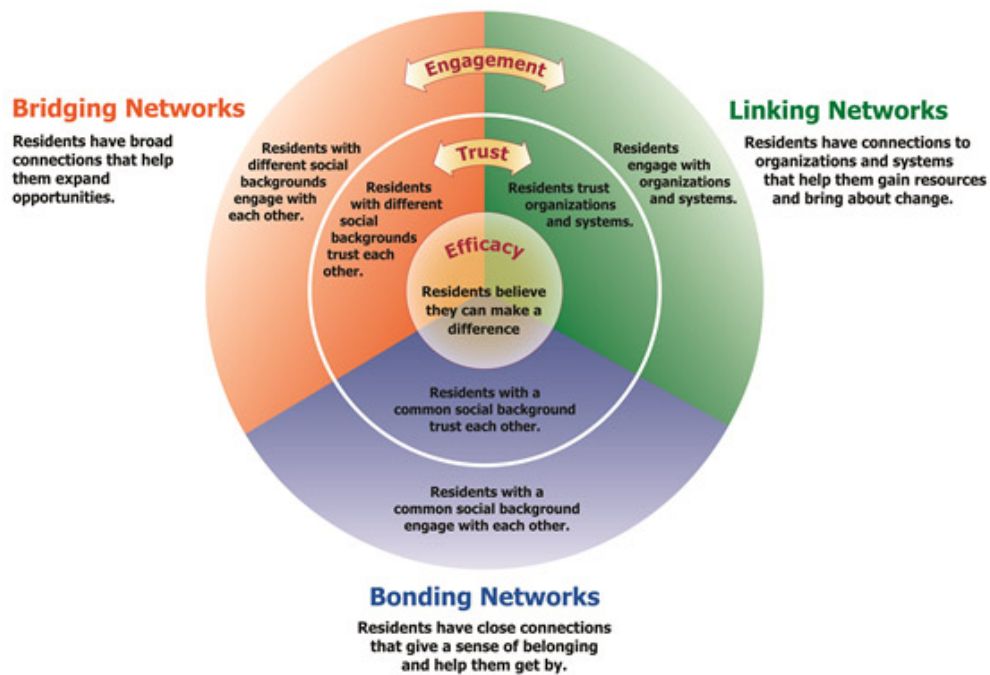 Engagement
Bridging Networks
Residents have broad
connections that help
them expand
opportunities.
Linking Networks
Residents have connections to
organizations and systems
that help them gain resources
and bring about change.
Residents with
different social
backgrounds
engage with
each other.
Trust
Residents
with different
social
backgrounds
trust each
other.
Residents trust
organizations
and systems.
Residents
engage with
organizations
and systems.
Efficacy
Residents believe
they can make a
difference
Residents with a
common social background
trust each other.
Residents with a
common social background
engage with each other.
Bonding Networks
Residents have close connections
that give a sense of belonging
and help them get by.